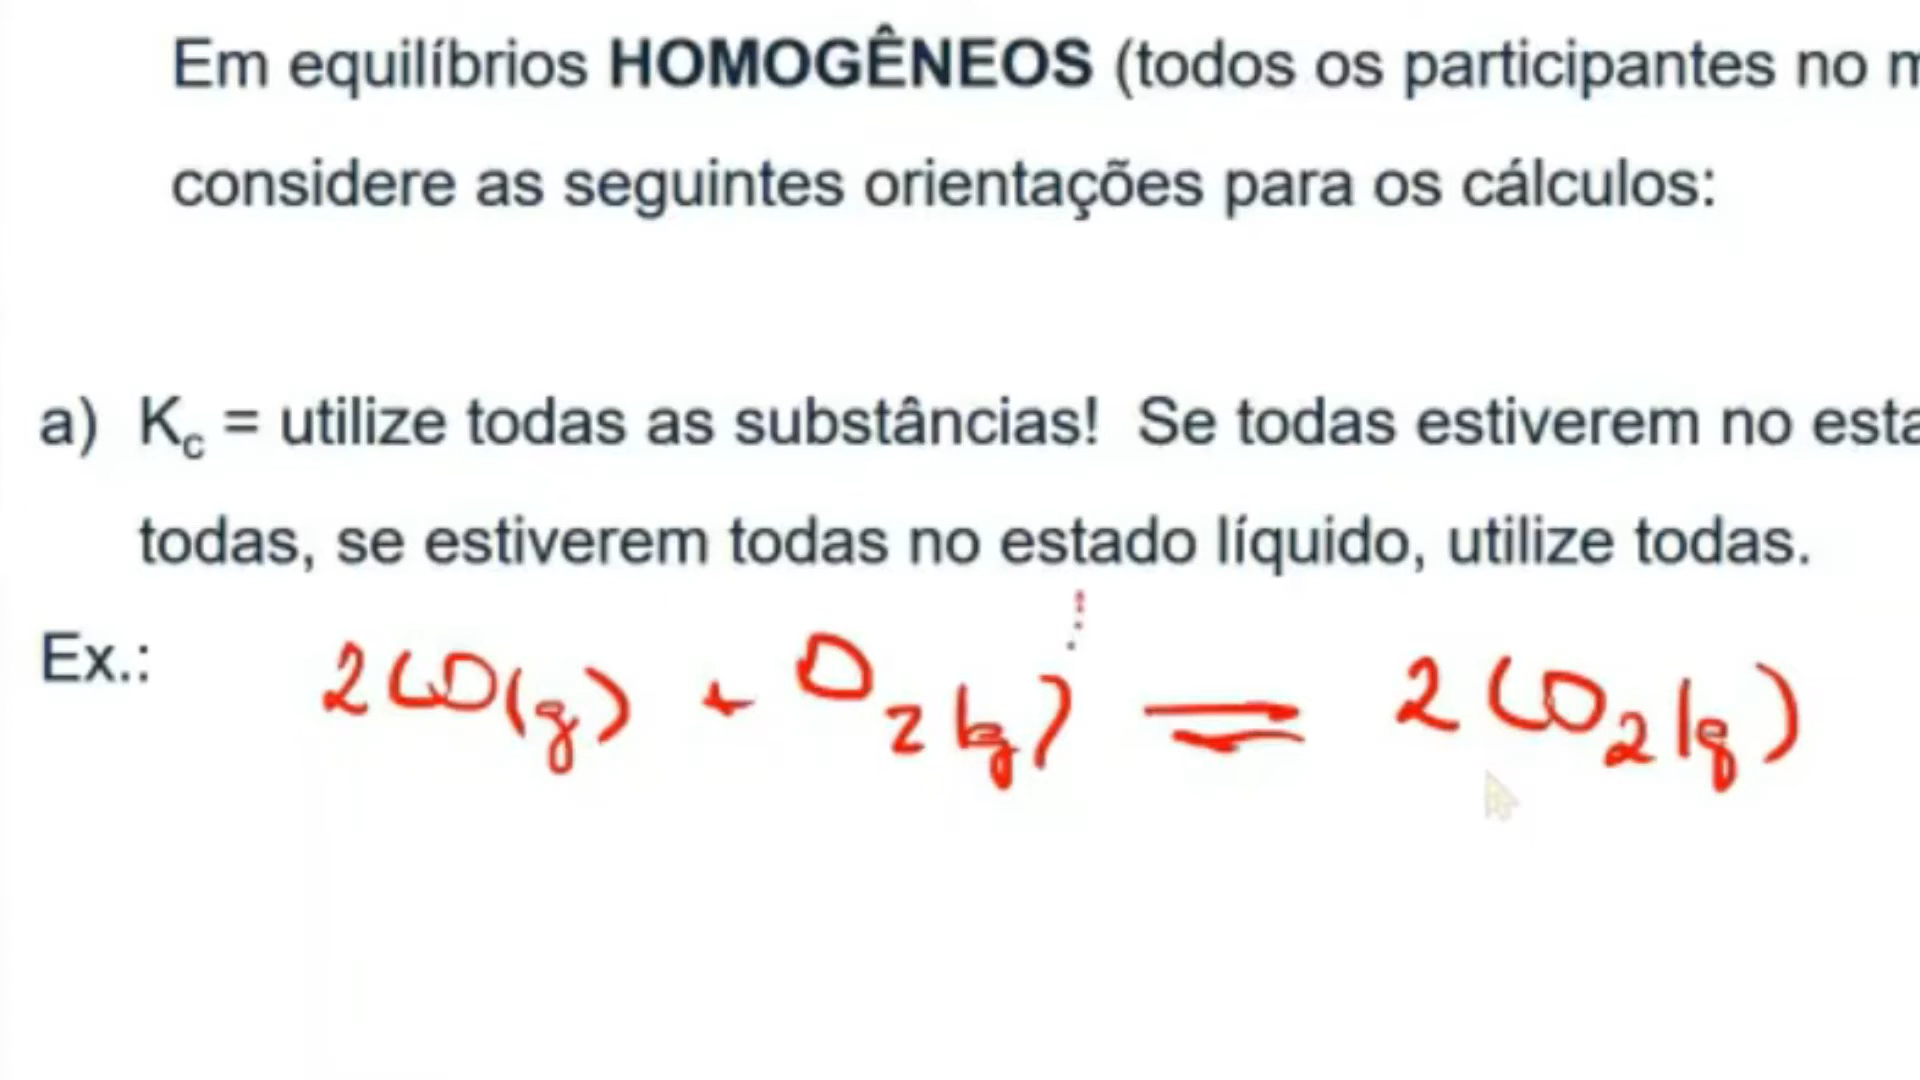 Em equilíbrios HOMOGÊNEOS (todos os participantes no
considere as seguintes orientações para os cálculos:
a) Kc = utilize todas as substâncias! Se todas estiverem no
todas, se estiverem todas no estado líquido, utilize todas.
Ex.: 2CO(g) + O2(g) ⇌ 2CO2(g)